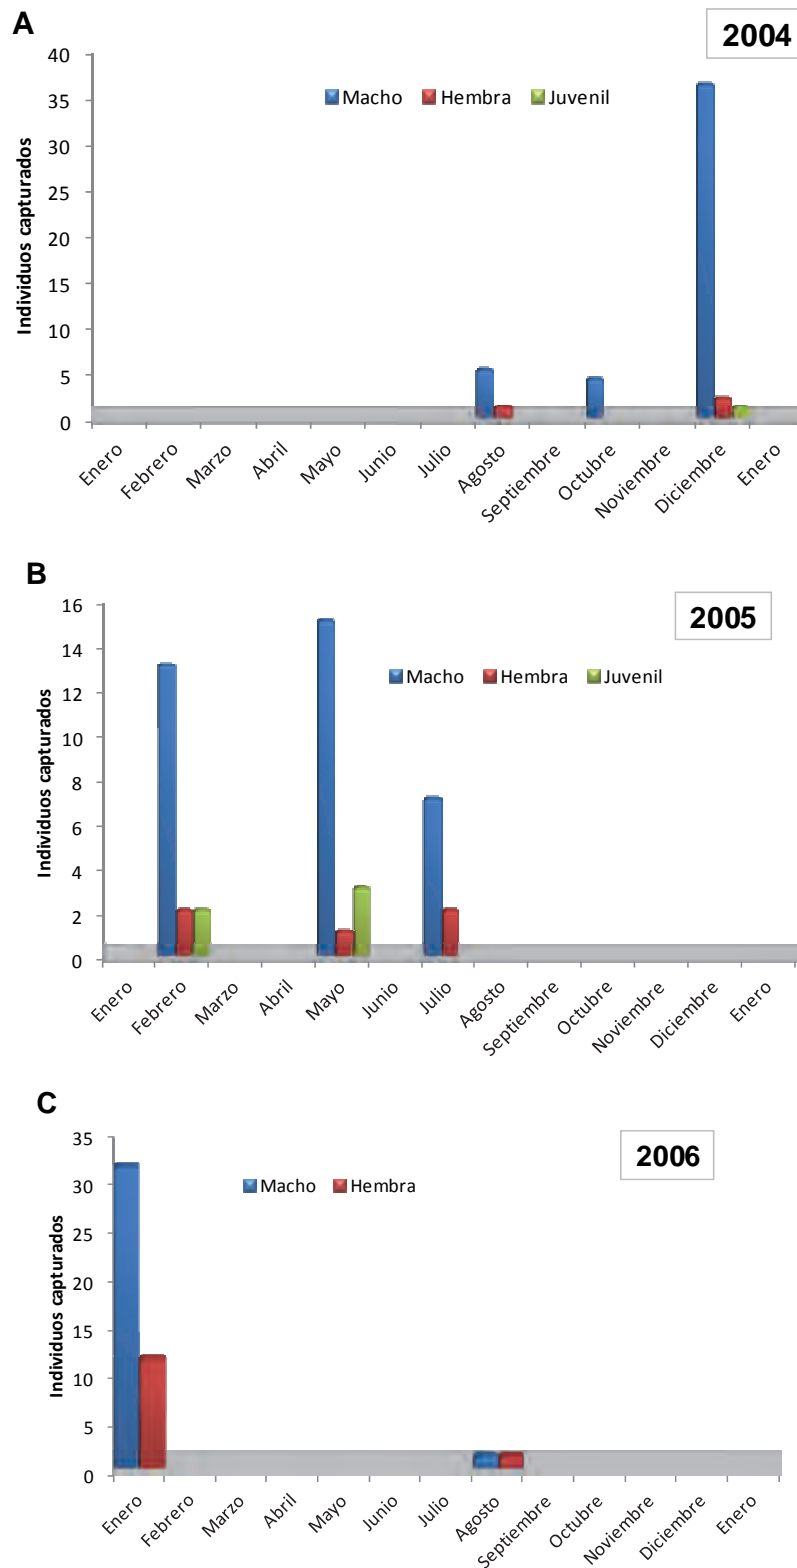 A
2004
40
35
30
25
20
15
10
5
0
Individuos capturados
Macho Hembra Juvenil
Enero Febrero Marzo Abril Mayo Junio Julio Agosto Septiembre Octubre Noviembre Diciembre Enero
B
2005
16
14
12
10
8
6
4
2
0
Individuos capturados
Macho Hembra Juvenil
Enero Febrero Marzo Abril Mayo Junio Julio Agosto Septiembre Octubre Noviembre Diciembre Enero
C
2006
35
30
25
20
15
10
5
0
Individuos capturados
Macho Hembra
Enero Febrero Marzo Abril Mayo Junio Julio Agosto Septiembre Octubre Noviembre Diciembre Enero